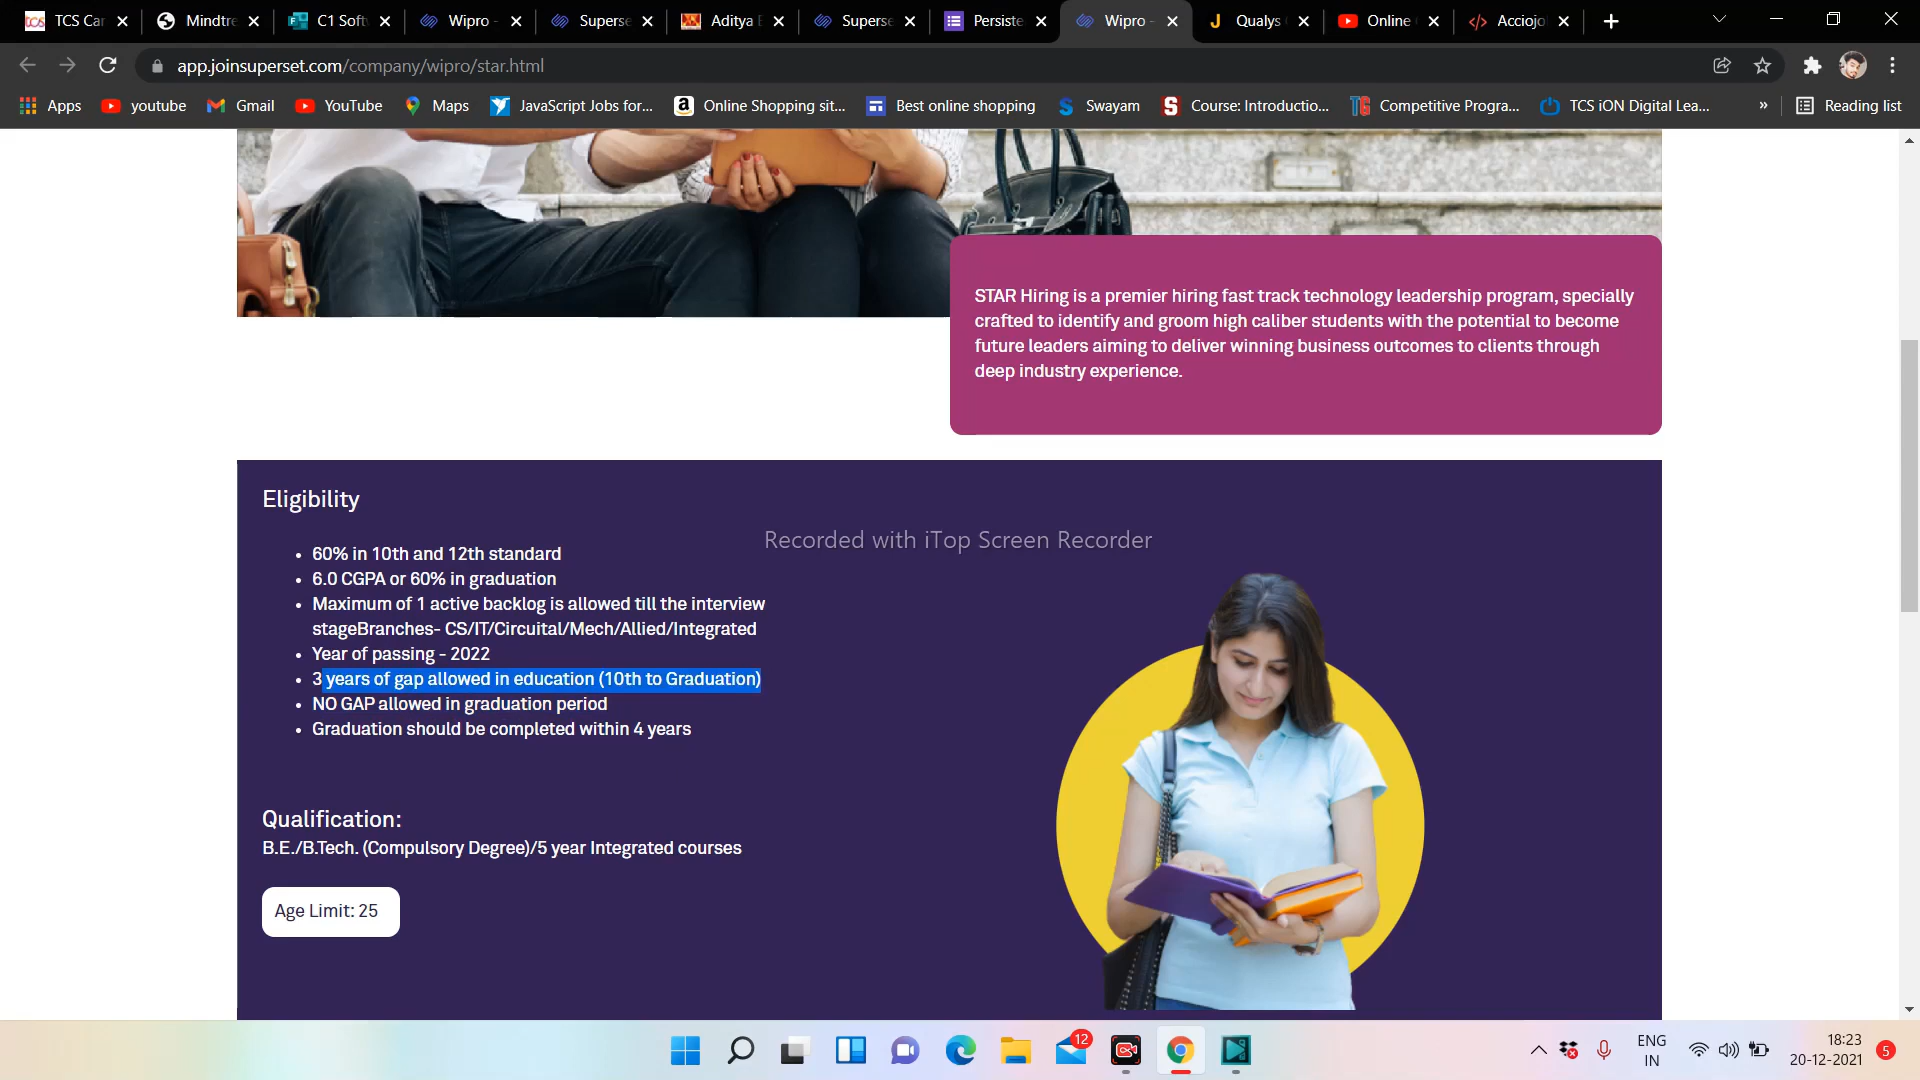 TCS Car
Mindtre
C1 Softw
Wipro -
Superse
Aditya B
Superse
Persiste
Wipro -
Qualys
Online
Acciojo
app.joinsuperset.com/company/wipro/star.html
Apps
youtube
Gmail
YouTube
Maps
JavaScript Jobs for...
Online Shopping sit...
Best online shopping
Swayam
Course: Introductio...
Competitive Progra...
TCS iON Digital Lea...
»
Reading list
STAR Hiring is a premier hiring fast track technology leadership program, specially
crafted to identify and groom high caliber students with the potential to become
future leaders aiming to deliver winning business outcomes to clients through
deep industry experience.
Eligibility
Recorded with iTop Screen Recorder
• 60% in 10th and 12th standard
• 6.0 CGPA or 60% in graduation
• Maximum of 1 active backlog is allowed till the interview
stageBranches- CS/IT/Circuital/Mech/Allied/Integrated
• Year of passing - 2022
• 3 years of gap allowed in education (10th to Graduation)
• NO GAP allowed in graduation period
• Graduation should be completed within 4 years
Qualification:
B.E./B.Tech. (Compulsory Degree)/5 year Integrated courses
Age Limit: 25
12
ENG
IN
18:23
20-12-2021
5